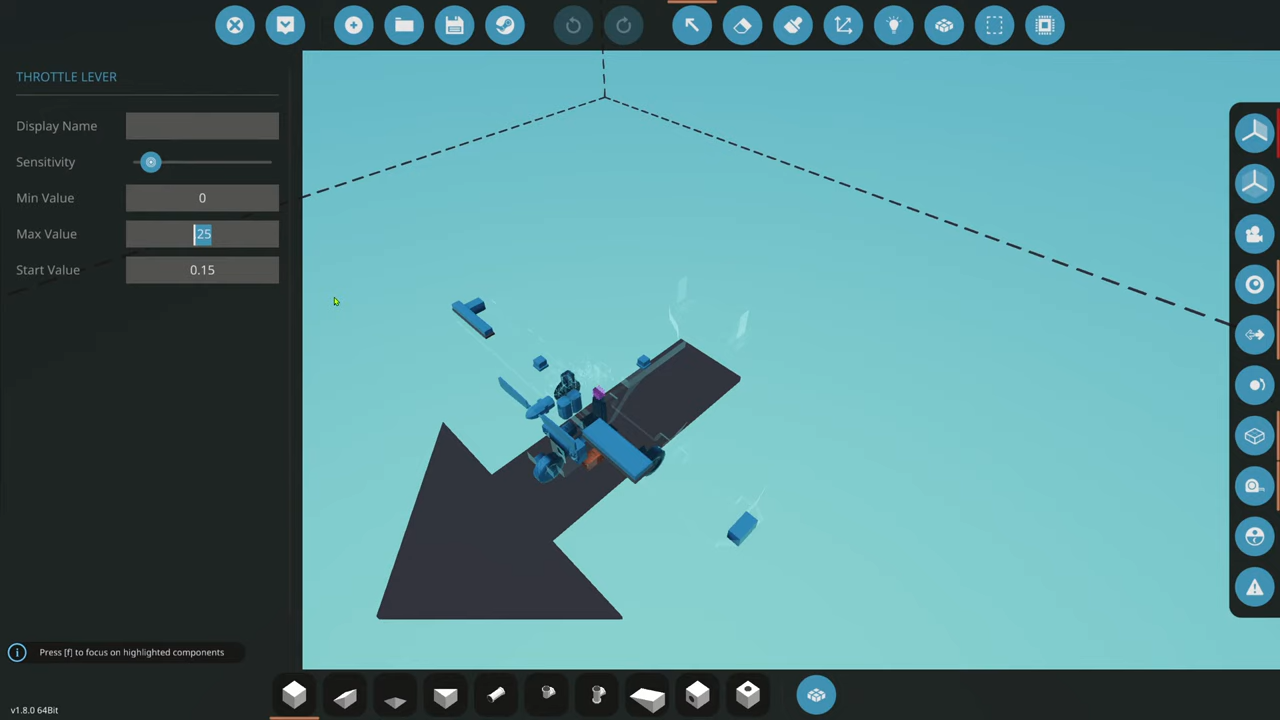 THROTTLE LEVER
Display Name
Sensitivity
Min Value 0
Max Value 25
Start Value 0.15
Press [f] to focus on highlighted components
v1.8.0 64Bit